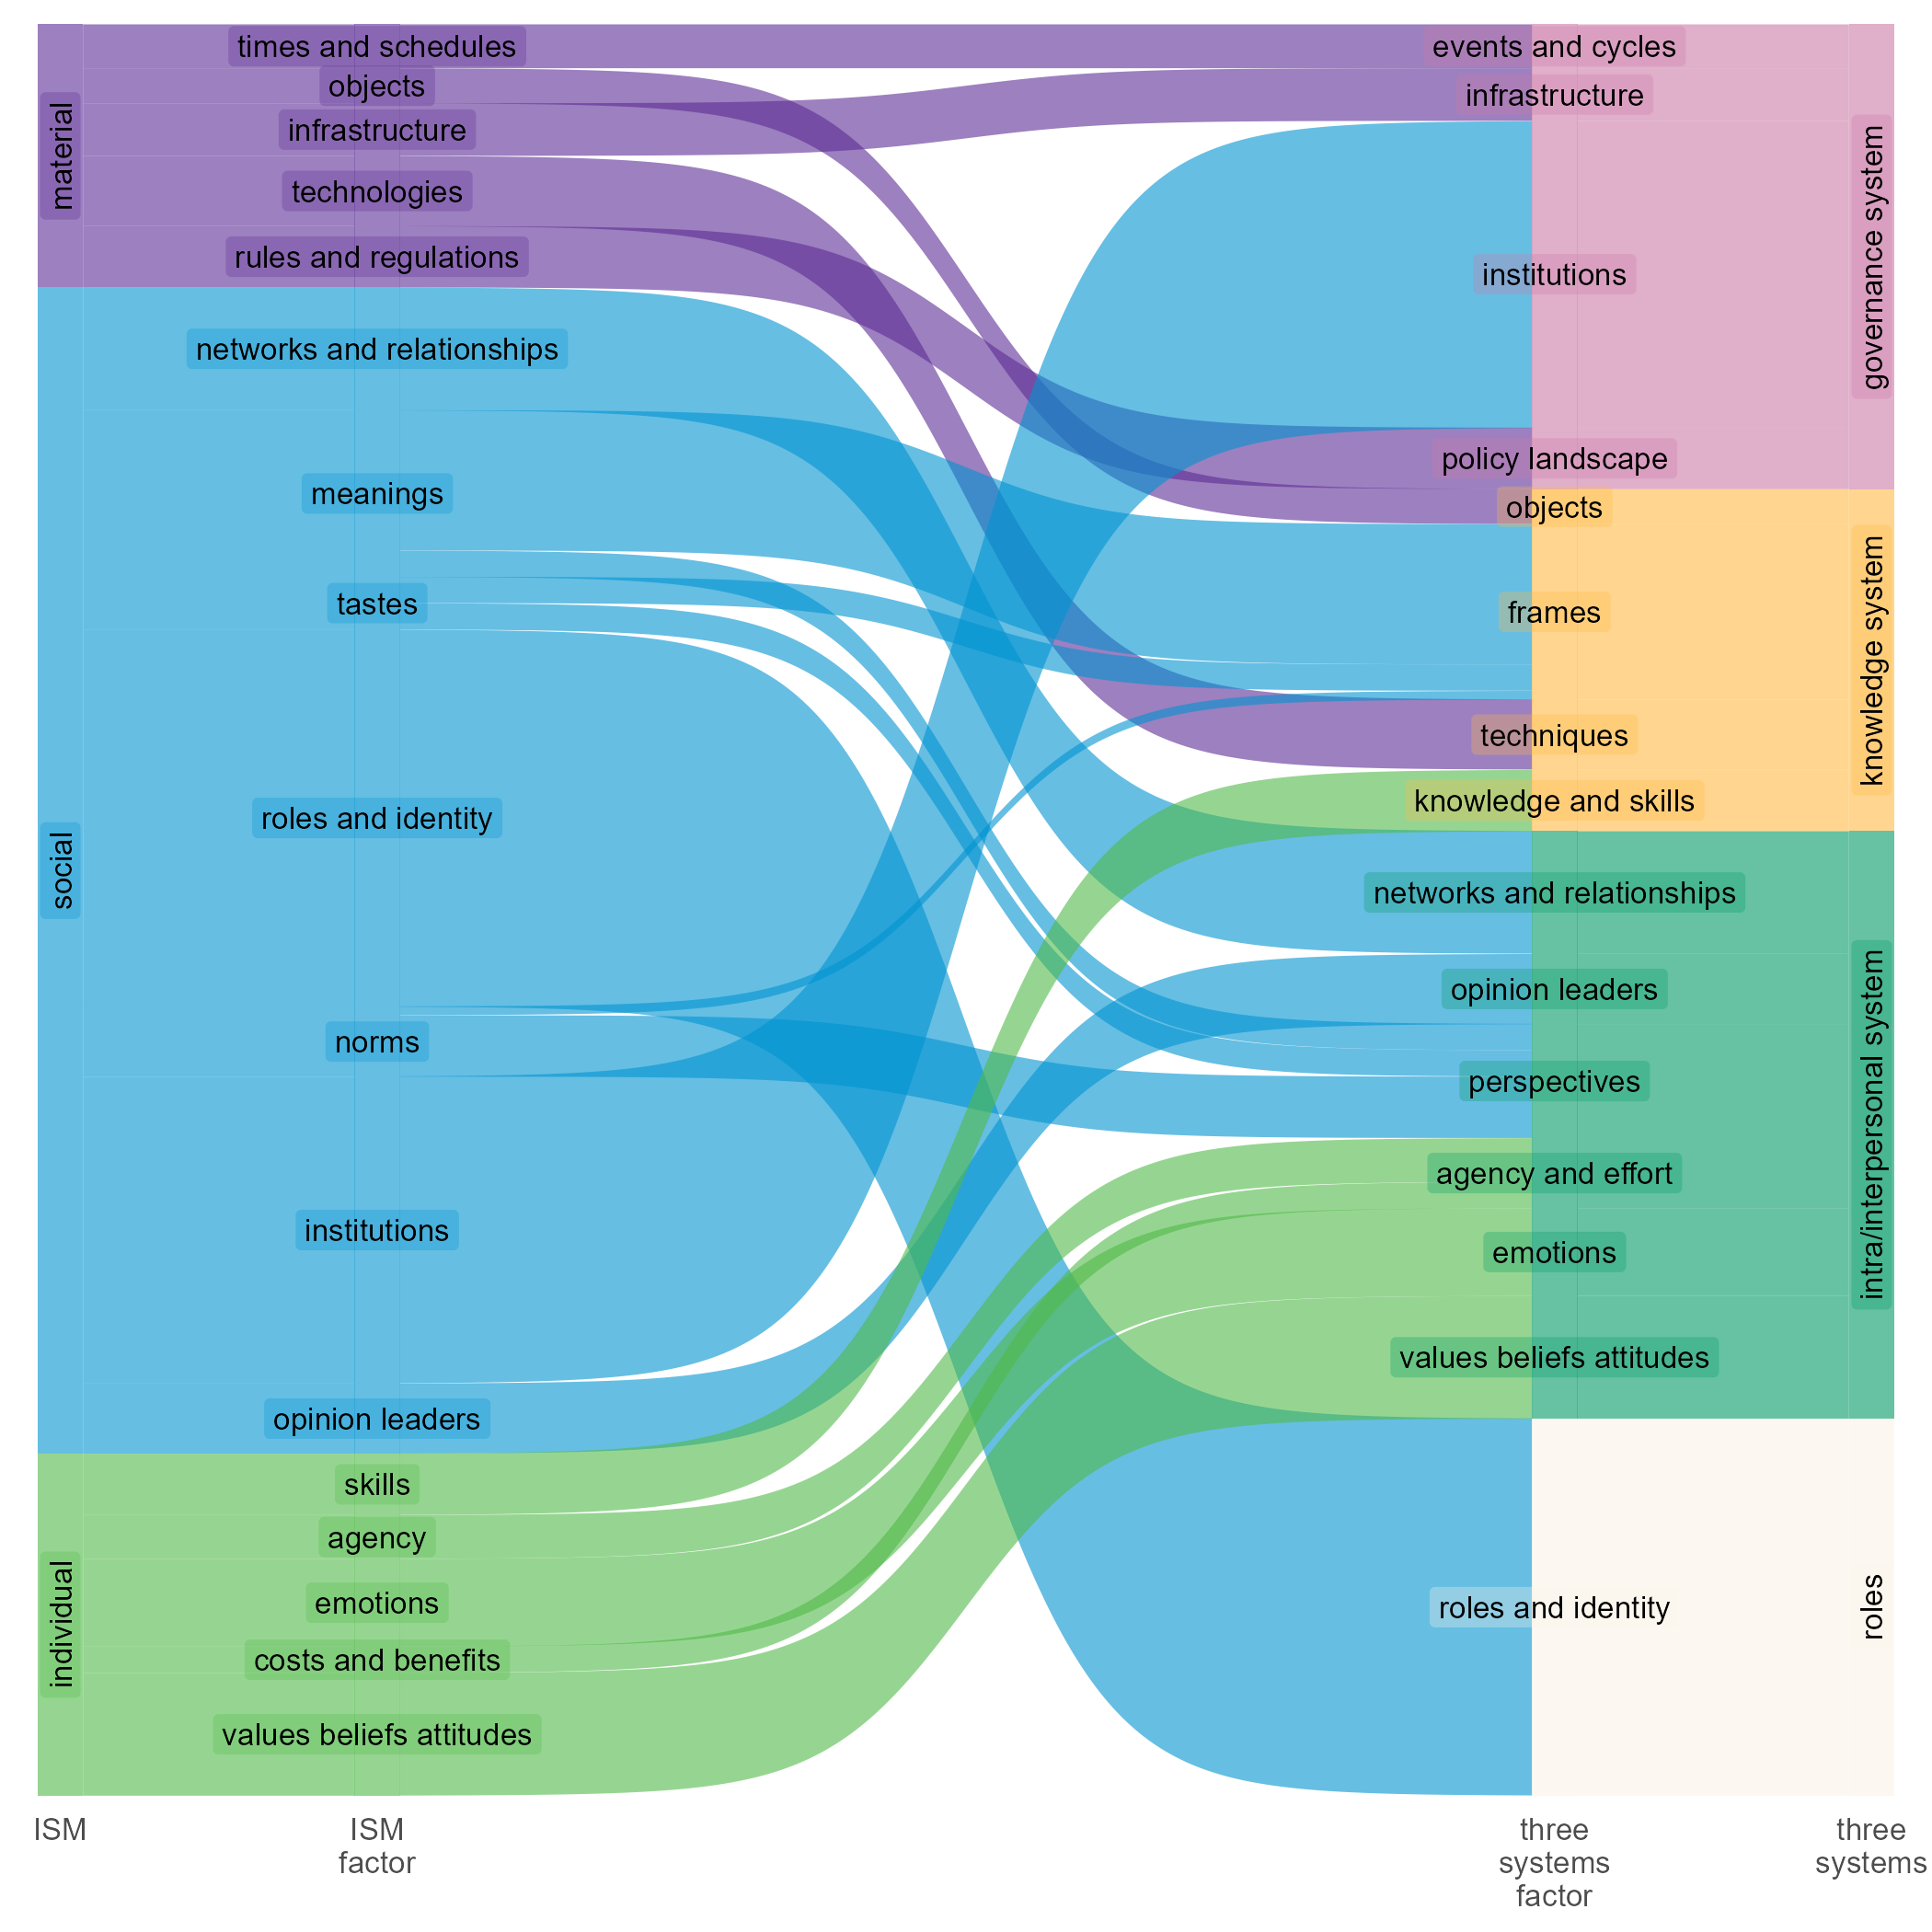 material
social
individual
times and schedules
objects
infrastructure
technologies
rules and regulations
networks and relationships
meanings
tastes
roles and identity
norms
institutions
opinion leaders
skills
agency
emotions
costs and benefits
values beliefs attitudes
events and cycles
infrastructure
institutions
policy landscape
objects
frames
techniques
knowledge and skills
networks and relationships
opinion leaders
perspectives
agency and effort
emotions
values beliefs attitudes
roles and identity
governance system
knowledge system
intra/interpersonal system
roles
ISM
ISM
factor
three
systems
factor
three
systems